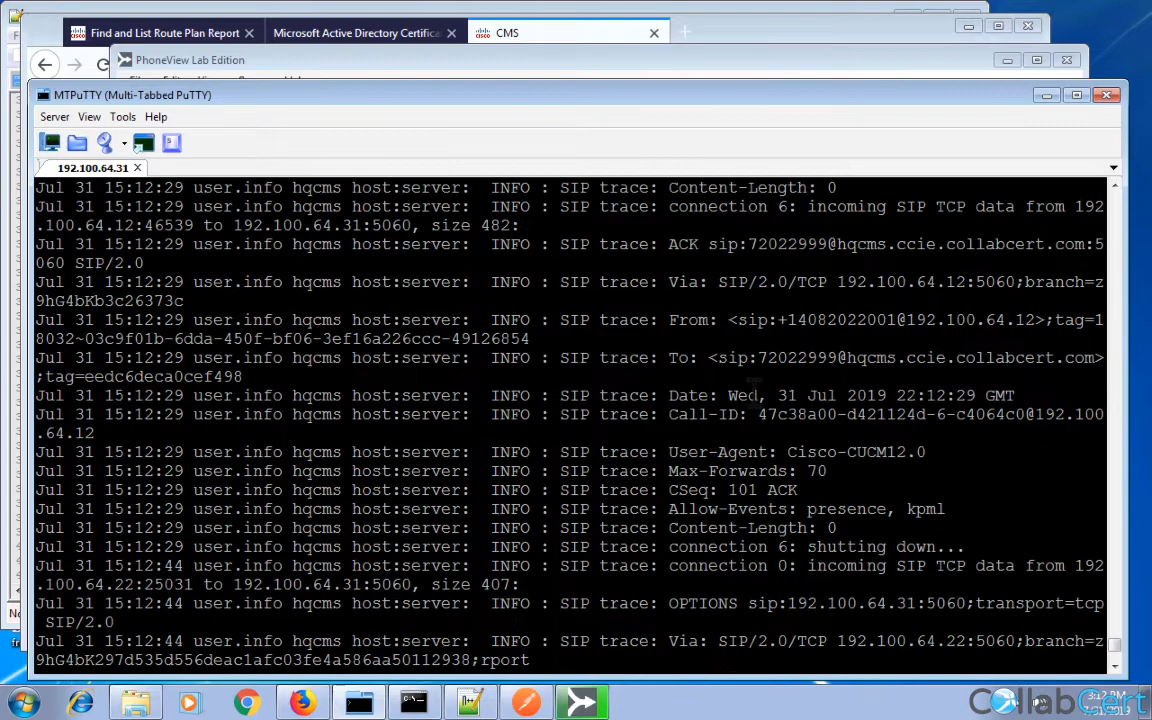 Find and List Route Plan Report
Microsoft Active Directory Certifica
CMS
PhoneView Lab Edition
MTPuTTY (Multi-Tabbed PuTTY)
Server View Tools Help
192.100.64.31
Jul 31 15:12:29 user.info hqcms host:server:  INFO : SIP trace: Content-Length: 0
Jul 31 15:12:29 user.info hqcms host:server:  INFO : SIP trace: connection 6: incoming SIP TCP data from 192
.100.64.12:46539 to 192.100.64.31:5060, size 482:
Jul 31 15:12:29 user.info hqcms host:server:  INFO : SIP trace: ACK sip:72022999@hqcms.ccie.collabcert.com:5
060 SIP/2.0
Jul 31 15:12:29 user.info hqcms host:server:  INFO : SIP trace: Via: SIP/2.0/TCP 192.100.64.12:5060;branch=z
9hG4bKb3c26373c
Jul 31 15:12:29 user.info hqcms host:server:  INFO : SIP trace: From: <sip:+14082022001@192.100.64.12>;tag=1
8032~03c9f01b-6dda-450f-bf06-3ef16a226ccc-49126854
Jul 31 15:12:29 user.info hqcms host:server:  INFO : SIP trace: To: <sip:72022999@hqcms.ccie.collabcert.com>
;tag=eedc6deca0cef498
Jul 31 15:12:29 user.info hqcms host:server:  INFO : SIP trace: Date: Wed, 31 Jul 2019 22:12:29 GMT
Jul 31 15:12:29 user.info hqcms host:server:  INFO : SIP trace: Call-ID: 47c38a00-d421124d-6-c4064c0@192.100
.64.12
Jul 31 15:12:29 user.info hqcms host:server:  INFO : SIP trace: User-Agent: Cisco-CUCM12.0
Jul 31 15:12:29 user.info hqcms host:server:  INFO : SIP trace: Max-Forwards: 70
Jul 31 15:12:29 user.info hqcms host:server:  INFO : SIP trace: CSeq: 101 ACK
Jul 31 15:12:29 user.info hqcms host:server:  INFO : SIP trace: Allow-Events: presence, kpml
Jul 31 15:12:29 user.info hqcms host:server:  INFO : SIP trace: Content-Length: 0
Jul 31 15:12:29 user.info hqcms host:server:  INFO : SIP trace: connection 6: shutting down...
Jul 31 15:12:44 user.info hqcms host:server:  INFO : SIP trace: connection 0: incoming SIP TCP data from 192
.100.64.22:25031 to 192.100.64.31:5060, size 407:
Jul 31 15:12:44 user.info hqcms host:server:  INFO : SIP trace: OPTIONS sip:192.100.64.31:5060;transport=tcp
SIP/2.0
Jul 31 15:12:44 user.info hqcms host:server:  INFO : SIP trace: Via: SIP/2.0/TCP 192.100.64.22:5060;branch=z
9hG4bK297d535d556deac1afc03fe4a586aa50112938;rport
3:12 PM
7/31/2019
CollabCert